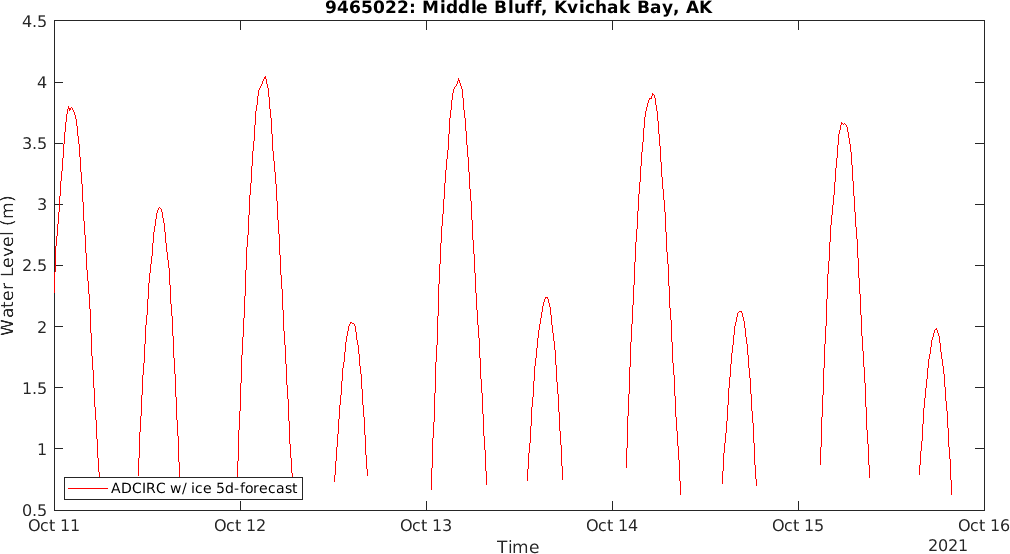 9465022: Middle Bluff, Kvichak Bay, AK
4.5
4
3.5
3
2.5
2
1.5
1
0.5
Water Level (m)
ADCIRC w/ ice 5d-forecast
Oct 11
Oct 12
Oct 13
Oct 14
Oct 15
Oct 16
Time
2021